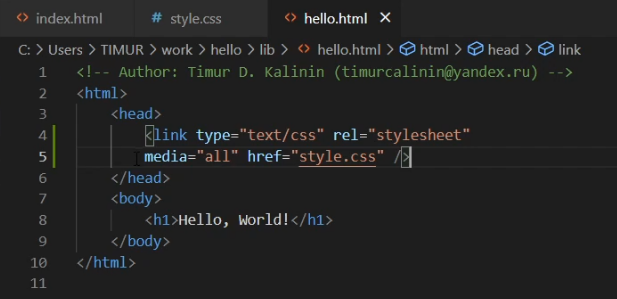 index.html # style.css hello.html ×
C: > Users > TIMUR > work > hello > lib > hello.html > html > head > link
1 <!-- Author: Timur D. Kalinin (timurcalinin@yandex.ru) -->
2 <html>
3 <head>
4 <link type="text/css" rel="stylesheet"
5 media="all" href="style.css" />
6 </head>
7 <body>
8 <h1>Hello, World!</h1>
9 </body>
10 </html>
11